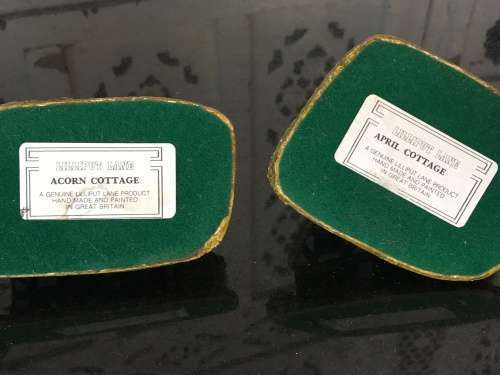 LILLIPUT LANE
ACORN COTTAGE
A GENUINE LILLIPUT LANE PRODUCT
HAND MADE AND PAINTED
IN GREAT BRITAIN.
LILLIPUT LANE
APRIL COTTAGE
A GENUINE LILLIPUT LANE PRODUCT
HAND MADE AND PAINTED
IN GREAT BRITAIN.